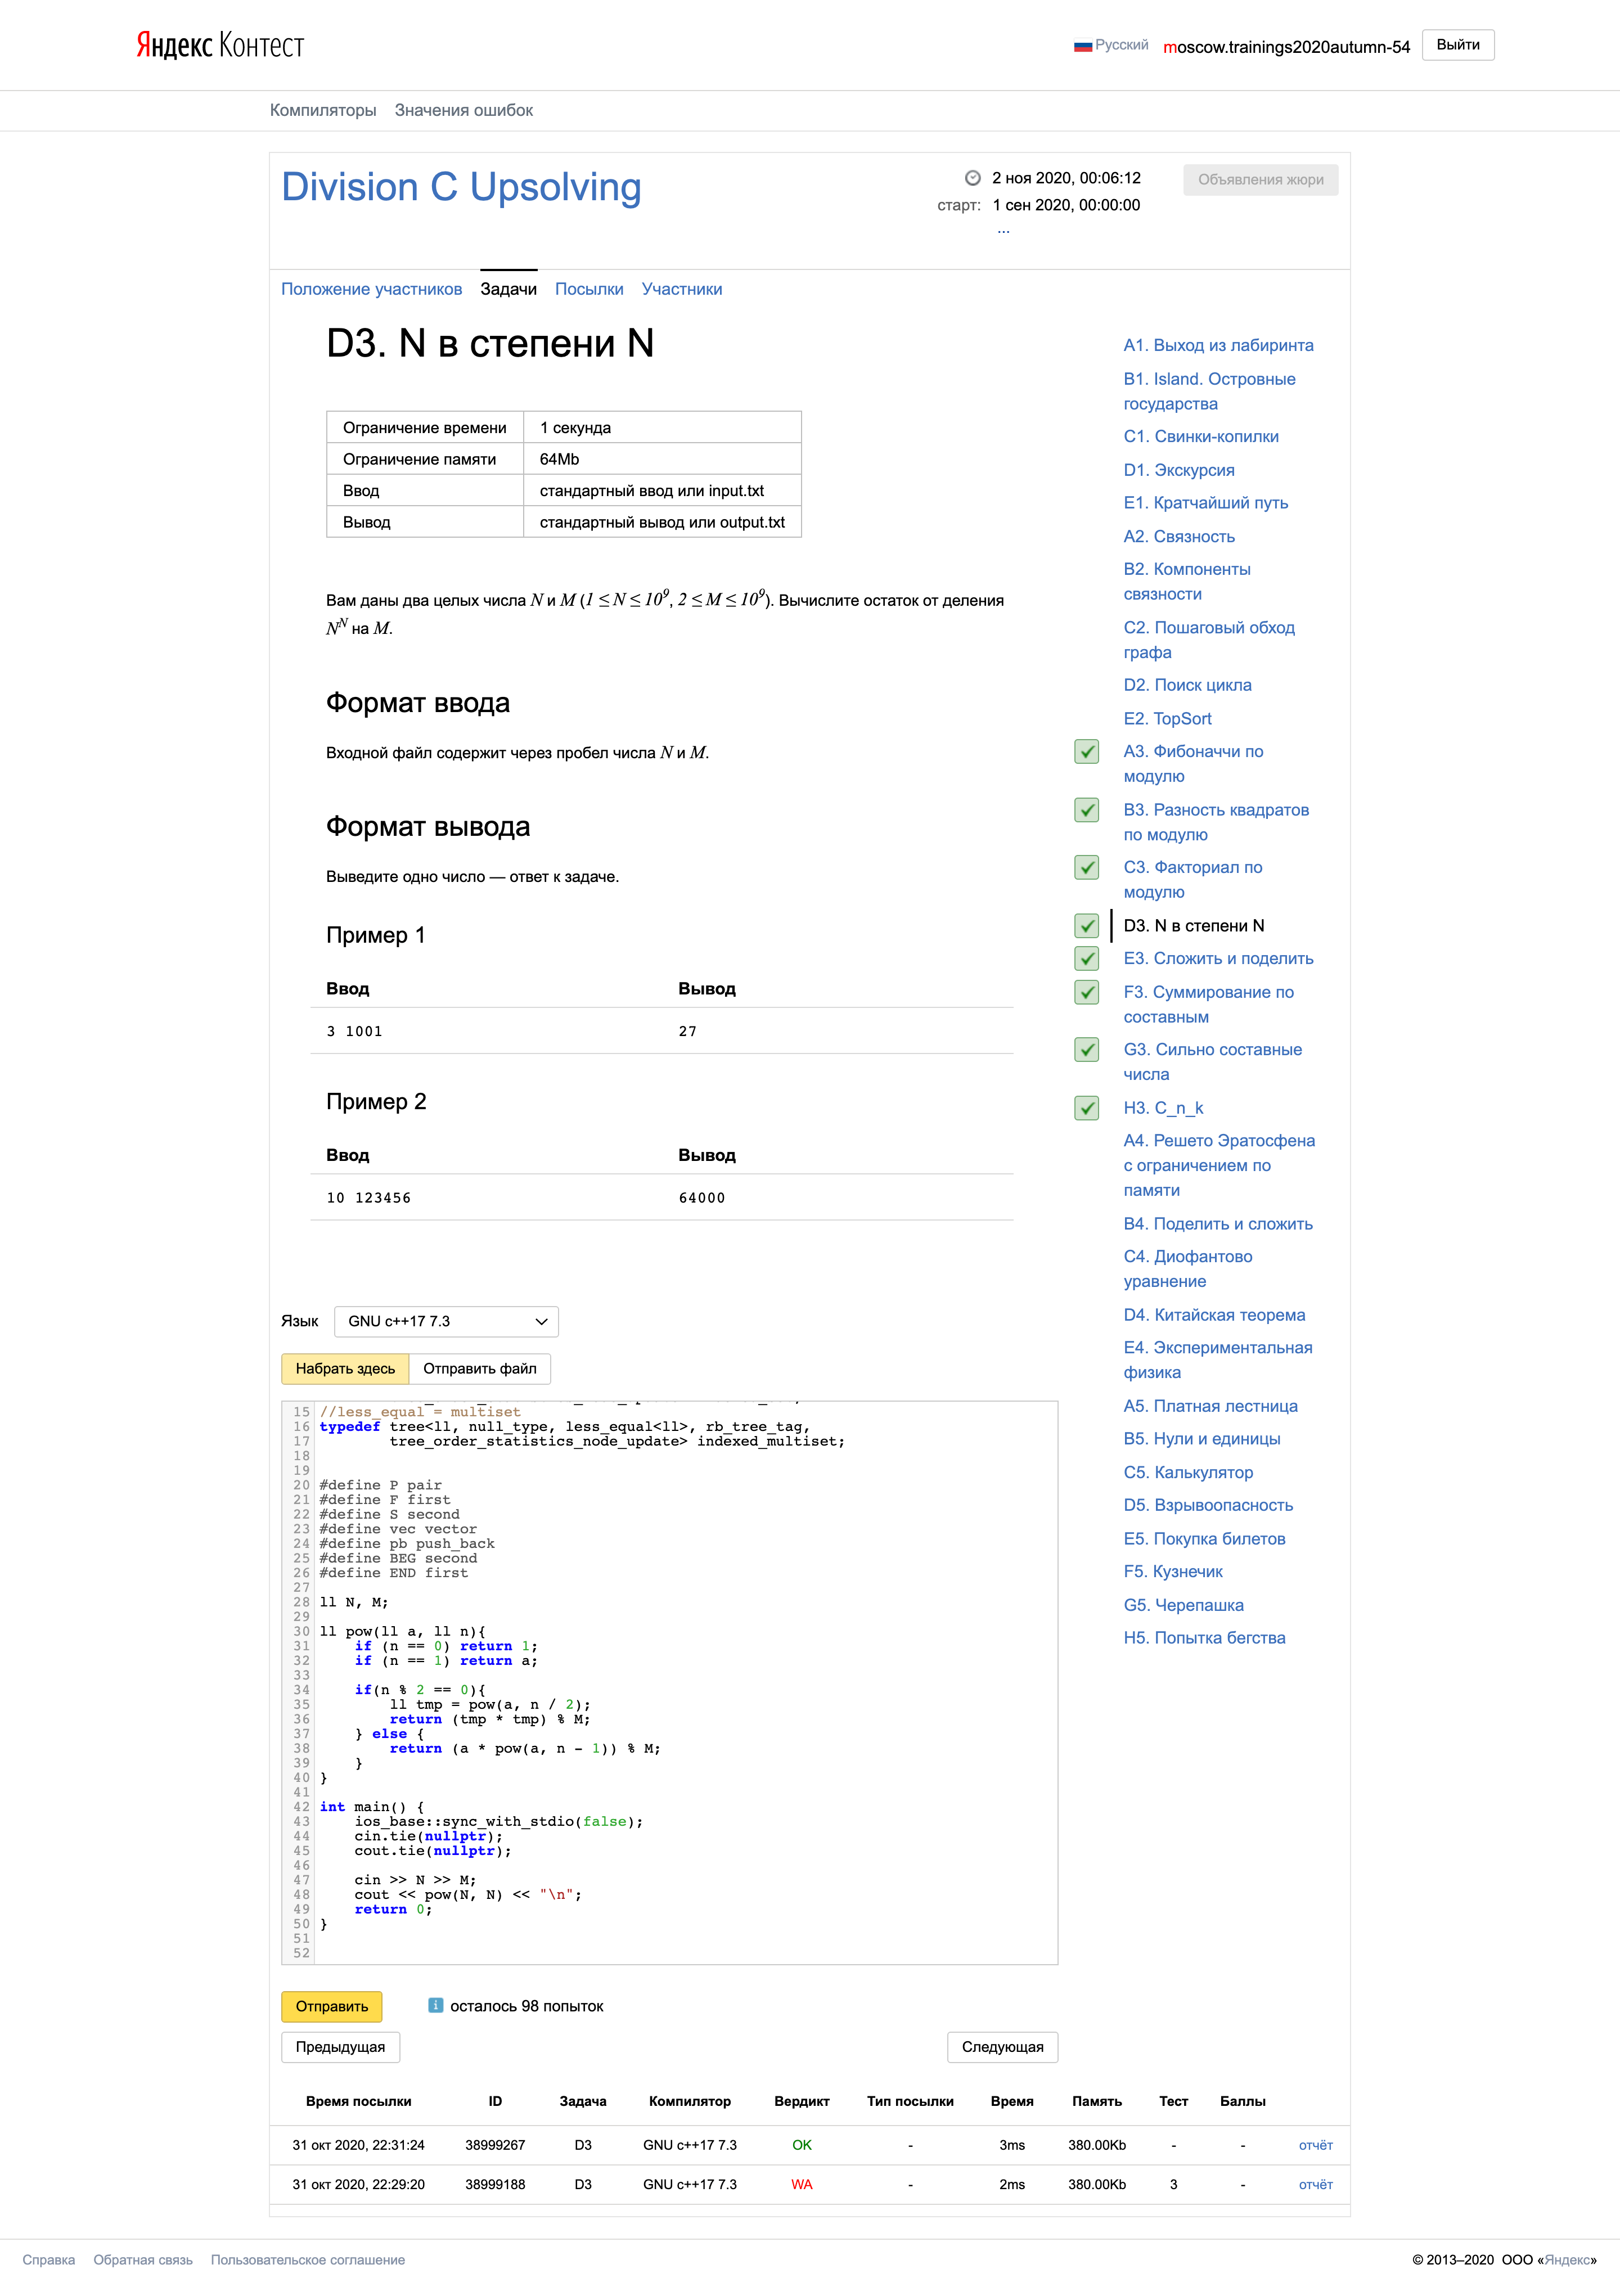 Яндекс Контест
Русский
moscow.trainings2020autumn-54
Выйти
Компиляторы
Значения ошибок
Division C Upsolving
2 ноя 2020, 00:06:12
старт: 1 сен 2020, 00:00:00
...
Объявления жюри
Положение участников
Задачи
Посылки
Участники
D3. N в степени N
Ограничение времени 1 секунда
Ограничение памяти 64Mb
Ввод стандартный ввод или input.txt
Вывод стандартный вывод или output.txt
Вам даны два целых числа N и M (1 ≤ N ≤ 10^9, 2 ≤ M ≤ 10^9). Вычислите остаток от деления
N^N на M.
Формат ввода
Входной файл содержит через пробел числа N и M.
Формат вывода
Выведите одно число — ответ к задаче.
Пример 1
Ввод Вывод
3 1001 27
Пример 2
Ввод Вывод
10 123456 64000
Язык GNU c++17 7.3
Набрать здесь
Отправить файл
15 //less_equal = multiset
16 typedef tree<ll, null_type, less_equal<ll>, rb_tree_tag,
17         tree_order_statistics_node_update> indexed_multiset;
18
19
20 #define P pair
21 #define F first
22 #define S second
23 #define vec vector
24 #define pb push_back
25 #define BEG second
26 #define END first
27
28 ll N, M;
29
30 ll pow(ll a, ll n){
31     if (n == 0) return 1;
32     if (n == 1) return a;
33
34     if(n % 2 == 0){
35         ll tmp = pow(a, n / 2);
36         return (tmp * tmp) % M;
37     } else {
38         return (a * pow(a, n - 1)) % M;
39     }
40 }
41
42 int main() {
43     ios_base::sync_with_stdio(false);
44     cin.tie(nullptr);
45     cout.tie(nullptr);
46
47     cin >> N >> M;
48     cout << pow(N, N) << "\n";
49     return 0;
50 }
51
52
Отправить
осталось 98 попыток
Предыдущая
Следующая
A1. Выход из лабиринта
B1. Island. Островные
государства
C1. Свинки-копилки
D1. Экскурсия
E1. Кратчайший путь
A2. Связность
B2. Компоненты
связности
C2. Пошаговый обход
графа
D2. Поиск цикла
E2. TopSort
A3. Фибоначчи по
модулю
B3. Разность квадратов
по модулю
C3. Факториал по
модулю
D3. N в степени N
E3. Сложить и поделить
F3. Суммирование по
составным
G3. Сильно составные
числа
H3. C_n_k
A4. Решето Эратосфена
с ограничением по
памяти
B4. Поделить и сложить
C4. Диофантово
уравнение
D4. Китайская теорема
E4. Экспериментальная
физика
A5. Платная лестница
B5. Нули и единицы
C5. Калькулятор
D5. Взрывоопасность
E5. Покупка билетов
F5. Кузнечик
G5. Черепашка
H5. Попытка бегства
Время посылки ID Задача Компилятор Вердикт Тип посылки Время Память Тест Баллы
31 окт 2020, 22:31:24 38999267 D3 GNU c++17 7.3 OK - 3ms 380.00Kb - - отчёт
31 окт 2020, 22:29:20 38999188 D3 GNU c++17 7.3 WA - 2ms 380.00Kb 3 - отчёт
Справка
Обратная связь
Пользовательское соглашение
© 2013–2020 ООО «Яндекс»